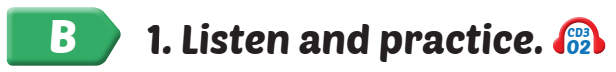 B 1. Listen and practice. CD3
02